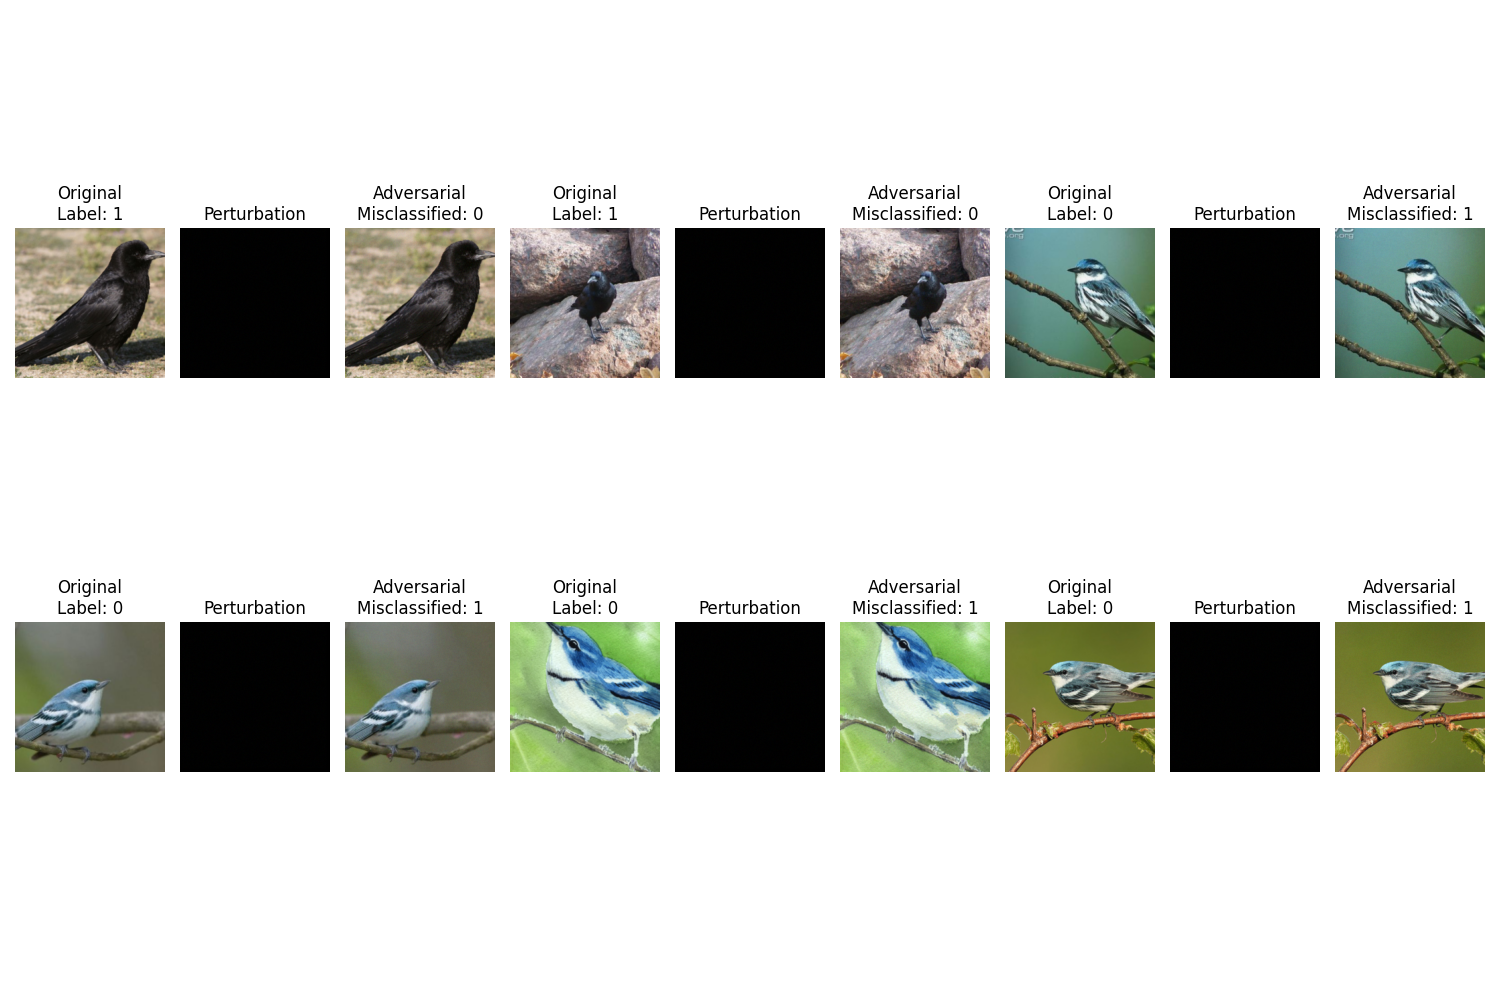 Original
Label: 1
Perturbation
Adversarial
Misclassified: 0
Original
Label: 1
Perturbation
Adversarial
Misclassified: 0
Original
Label: 0
Perturbation
Adversarial
Misclassified: 1
.org
.org
Original
Label: 0
Perturbation
Adversarial
Misclassified: 1
Original
Label: 0
Perturbation
Adversarial
Misclassified: 1
Original
Label: 0
Perturbation
Adversarial
Misclassified: 1